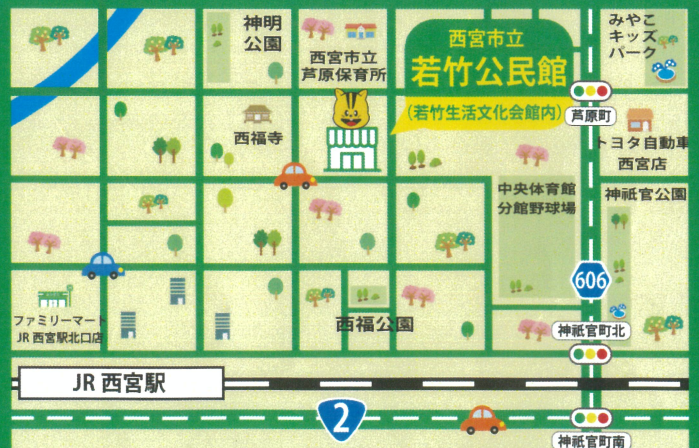 神明
公園
西宮市立
芦原保育所
西宮市立
若竹公民館
(若竹生活文化会館内)
みやこ
キッズ
パーク
芦原町
トヨタ自動車
西宮店
西福寺
中央体育館
分館野球場
神祇官公園
606
ファミリーマート
JR 西宮駅北口店
西福公園
神祇官町北
JR 西宮駅
2
神祇官町南